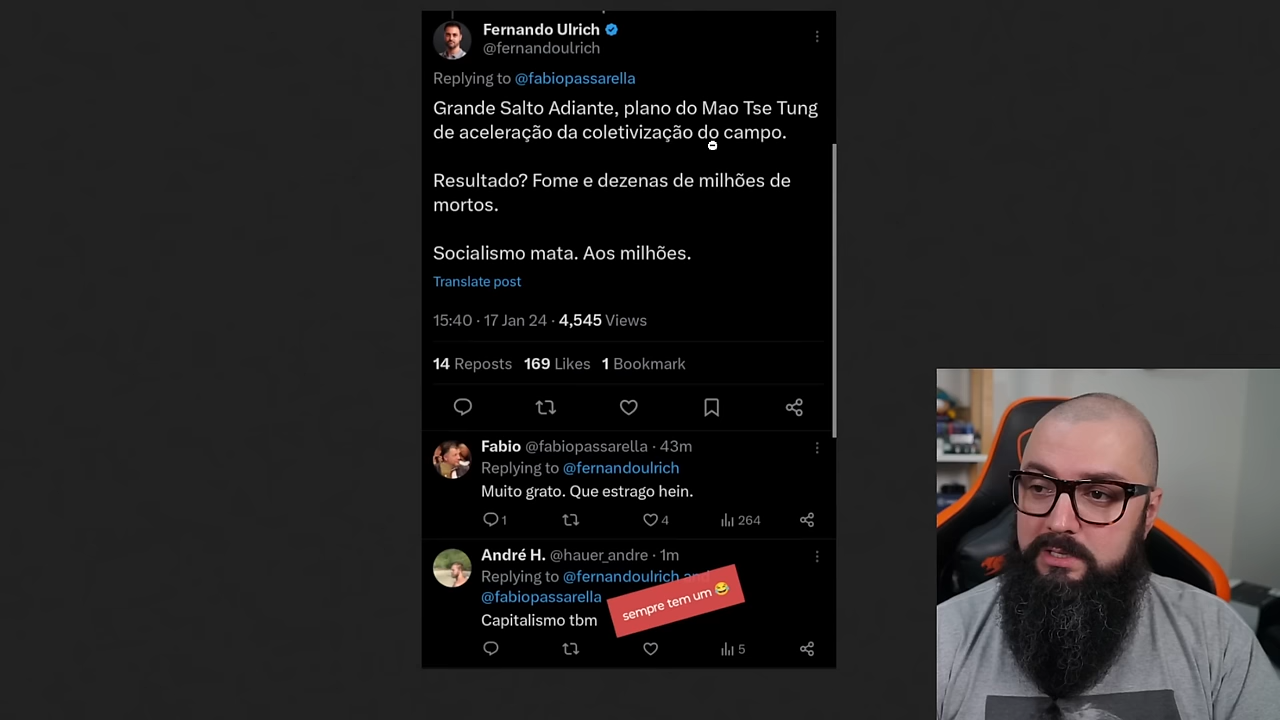 Fernando Ulrich
@fernandoulrich
Replying to @fabiopassarella
Grande Salto Adiante, plano do Mao Tse Tung
de aceleração da coletivização do campo.
Resultado? Fome e dezenas de milhões de
mortos.
Socialismo mata. Aos milhões.
Translate post
15:40 · 17 Jan 24 · 4,545 Views
14 Reposts 169 Likes 1 Bookmark
Fabio @fabiopassarella · 43m
Replying to @fernandoulrich
Muito grato. Que estrago hein.
1 4 264
André H. @hauer_andre · 1m
Replying to @fernandoulrich and
@fabiopassarella
sempre tem um 😂
Capitalismo tbm
5